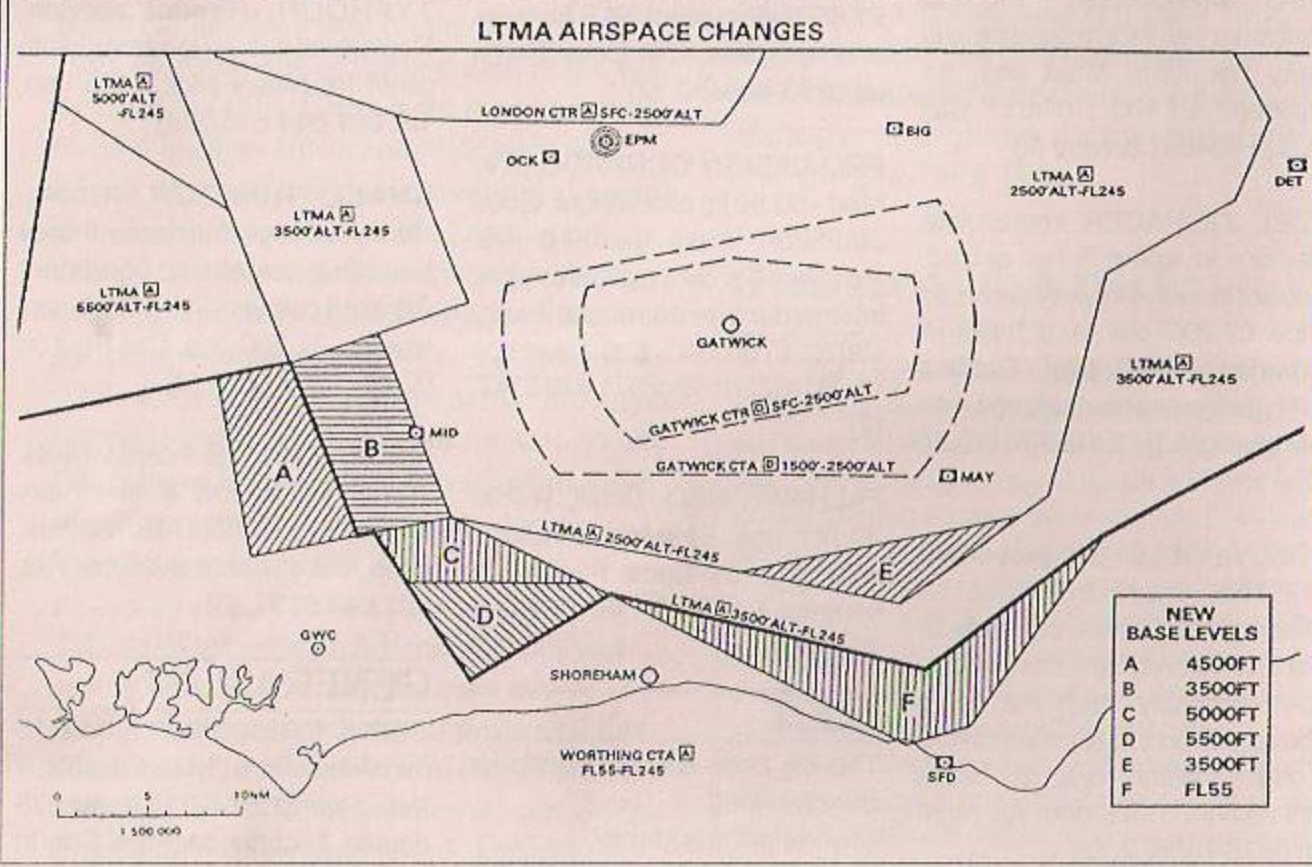 LTMA AIRSPACE CHANGES
LTMA A
5000'ALT
-FL245
LONDON CTR A SFC-2500'ALT
EPM
OCK
BIG
LTMA A
2500'ALT-FL245
DET
LTMA A
3500'ALT-FL245
LTMA A
5500'ALT-FL245
GATWICK
LTMA A
3500'ALT-FL245
GATWICK CTR D SFC-2500'ALT
B
MID
A
GATWICK CTA D 1500'-2500'ALT
MAY
LTMA A 2500'ALT-FL245
C
E
D
LTMA A 3500'ALT-FL245
GWC
SHOREHAM
F
WORTHING CTA A
FL55-FL245
SFD
0 5 10NM
1 500 000
NEW
BASE LEVELS
A 4500FT
B 3500FT
C 5000FT
D 5500FT
E 3500FT
F FL55